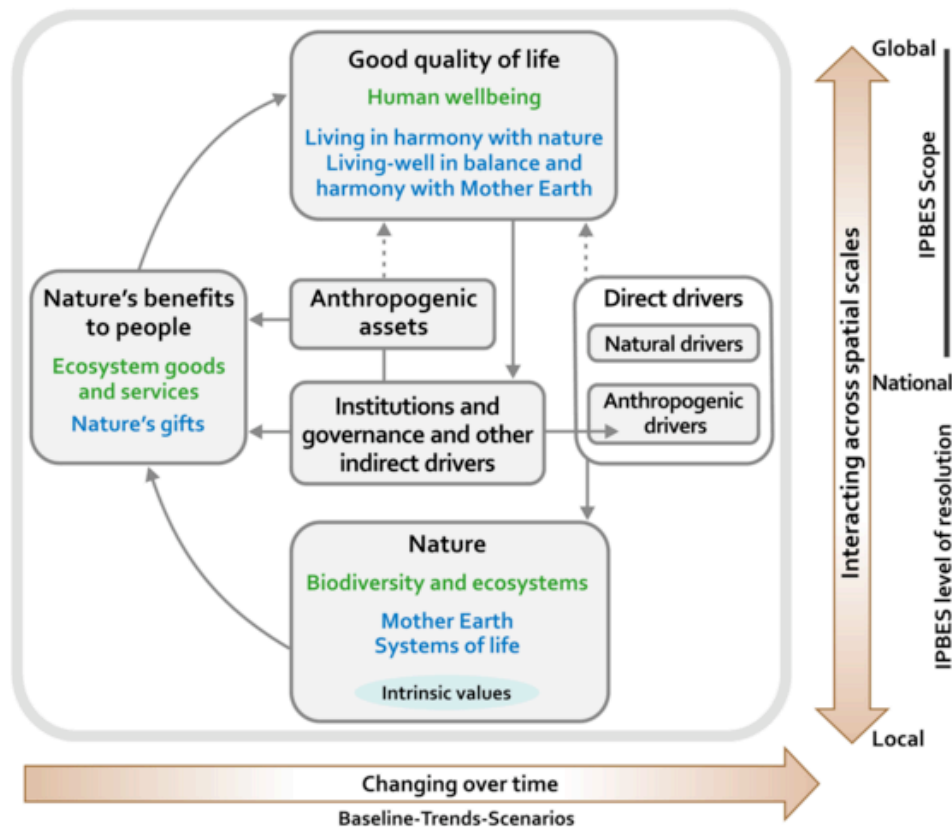 Good quality of life
Human wellbeing
Living in harmony with nature
Living-well in balance and
harmony with Mother Earth
Nature's benefits
to people
Ecosystem goods
and services
Nature's gifts
Anthropogenic
assets
Direct drivers
Natural drivers
Anthropogenic
drivers
Institutions and
governance and other
indirect drivers
Nature
Biodiversity and ecosystems
Mother Earth
Systems of life
Intrinsic values
Changing over time
Baseline-Trends-Scenarios
Interacting across spatial scales
Global
National
Local
IPBES Scope
IPBES level of resolution